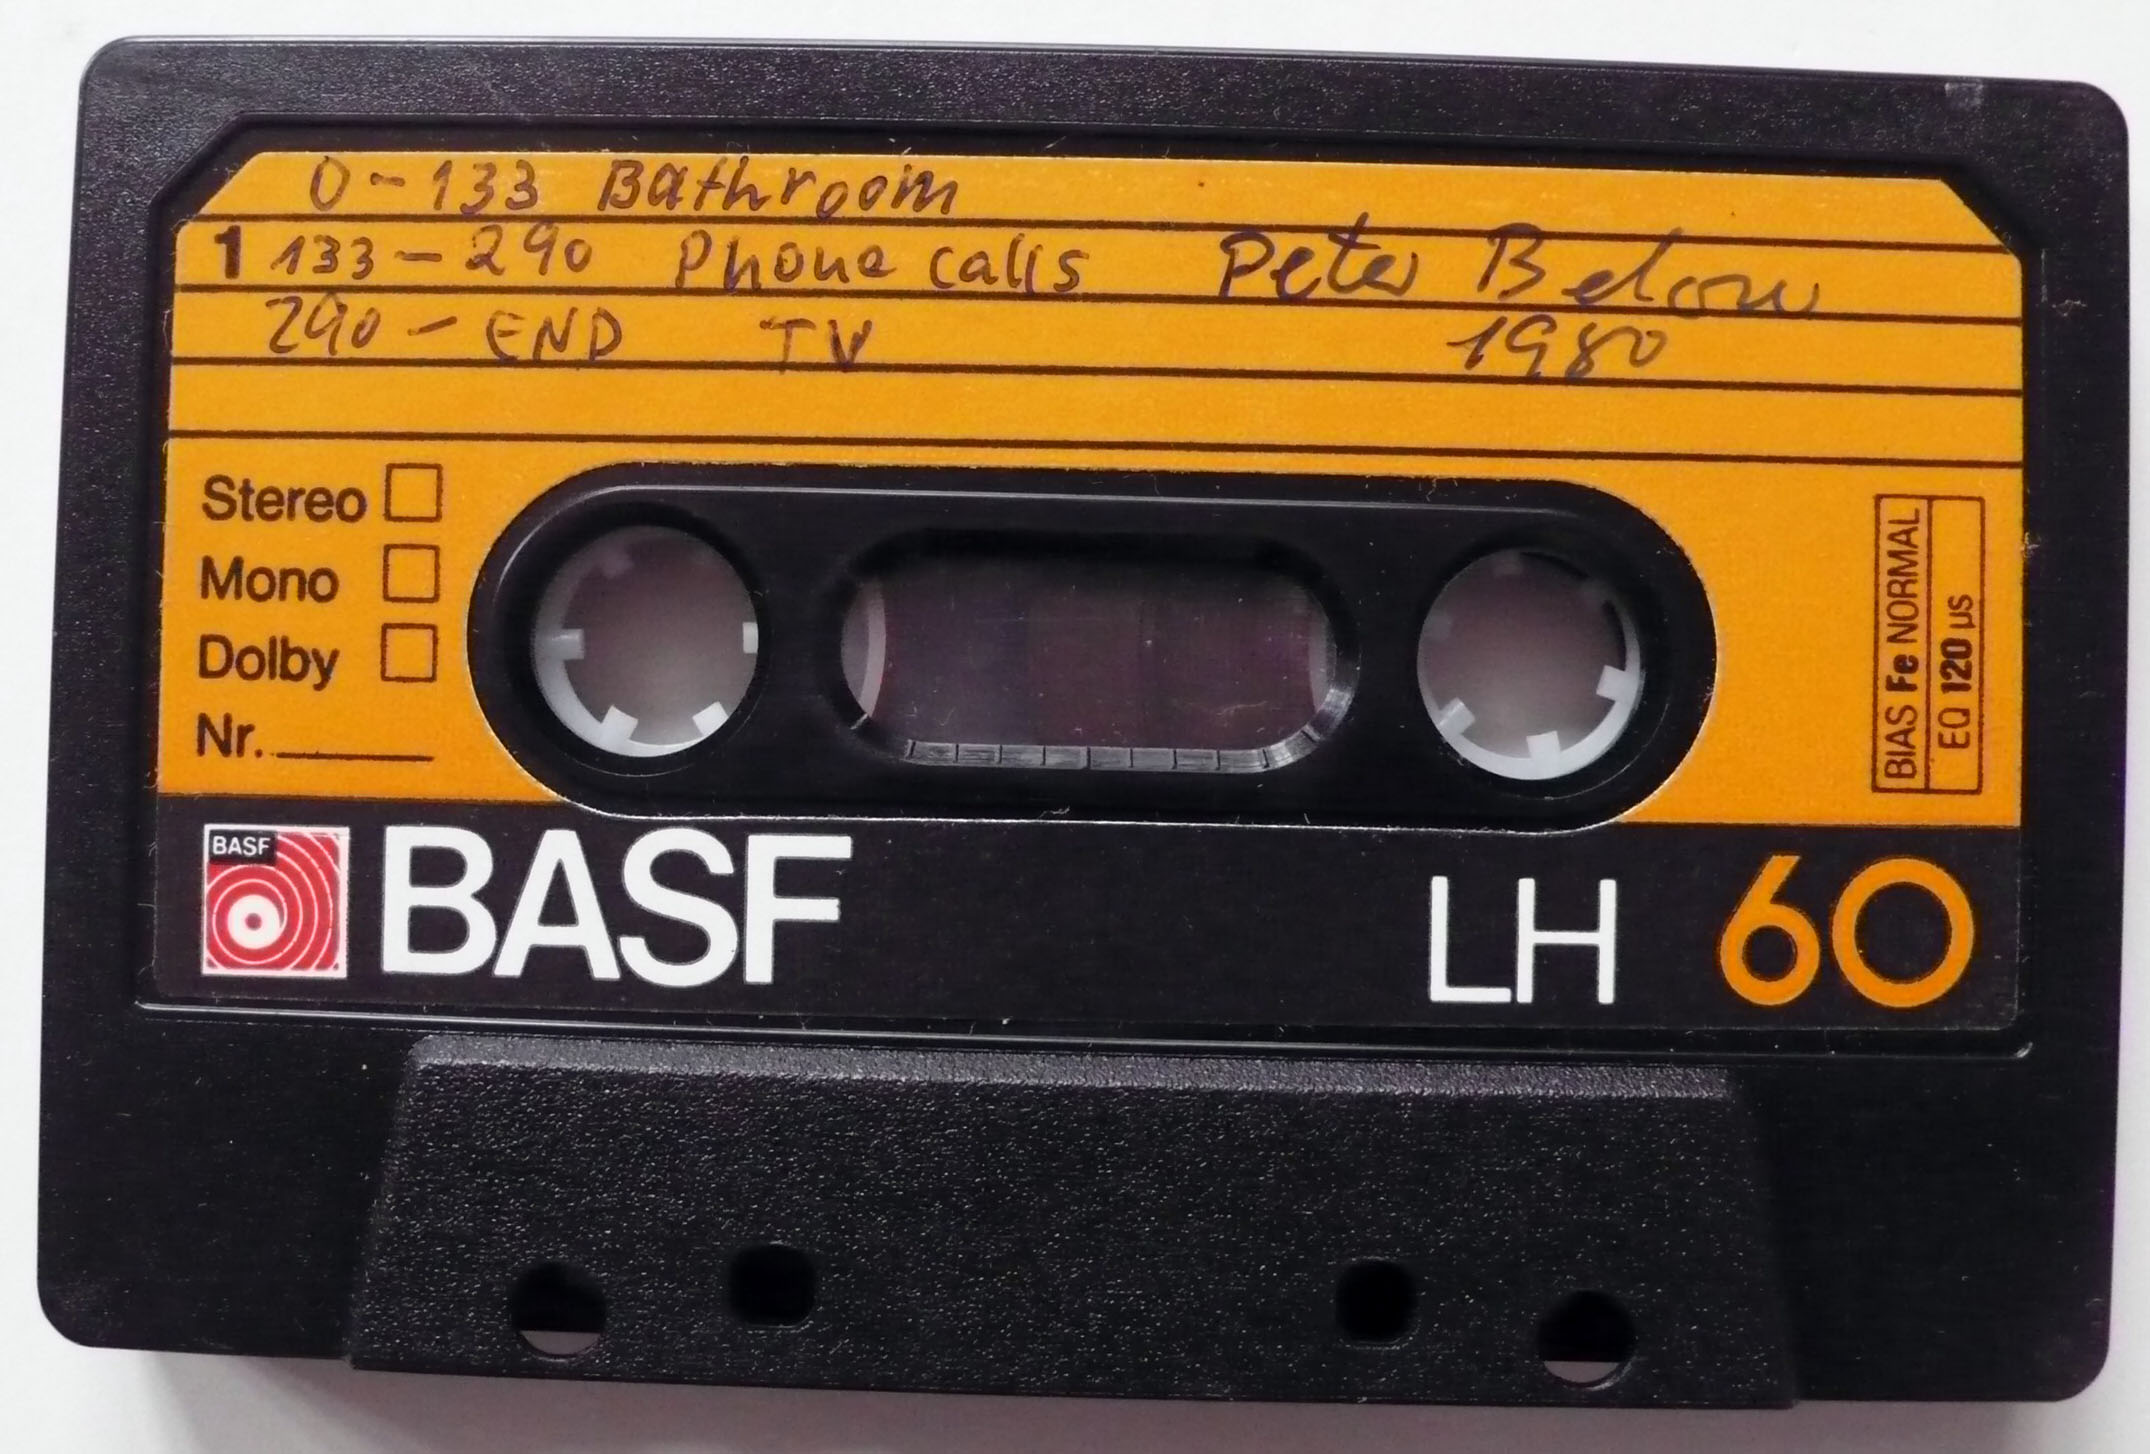 0-133 Bathroom
1 133-290 Phone calls Peter Below
290 - END TV 1980
Stereo
Mono
Dolby
Nr.
BIAS Fe NORMAL
EQ 120 µs
BASF
BASF
LH 60